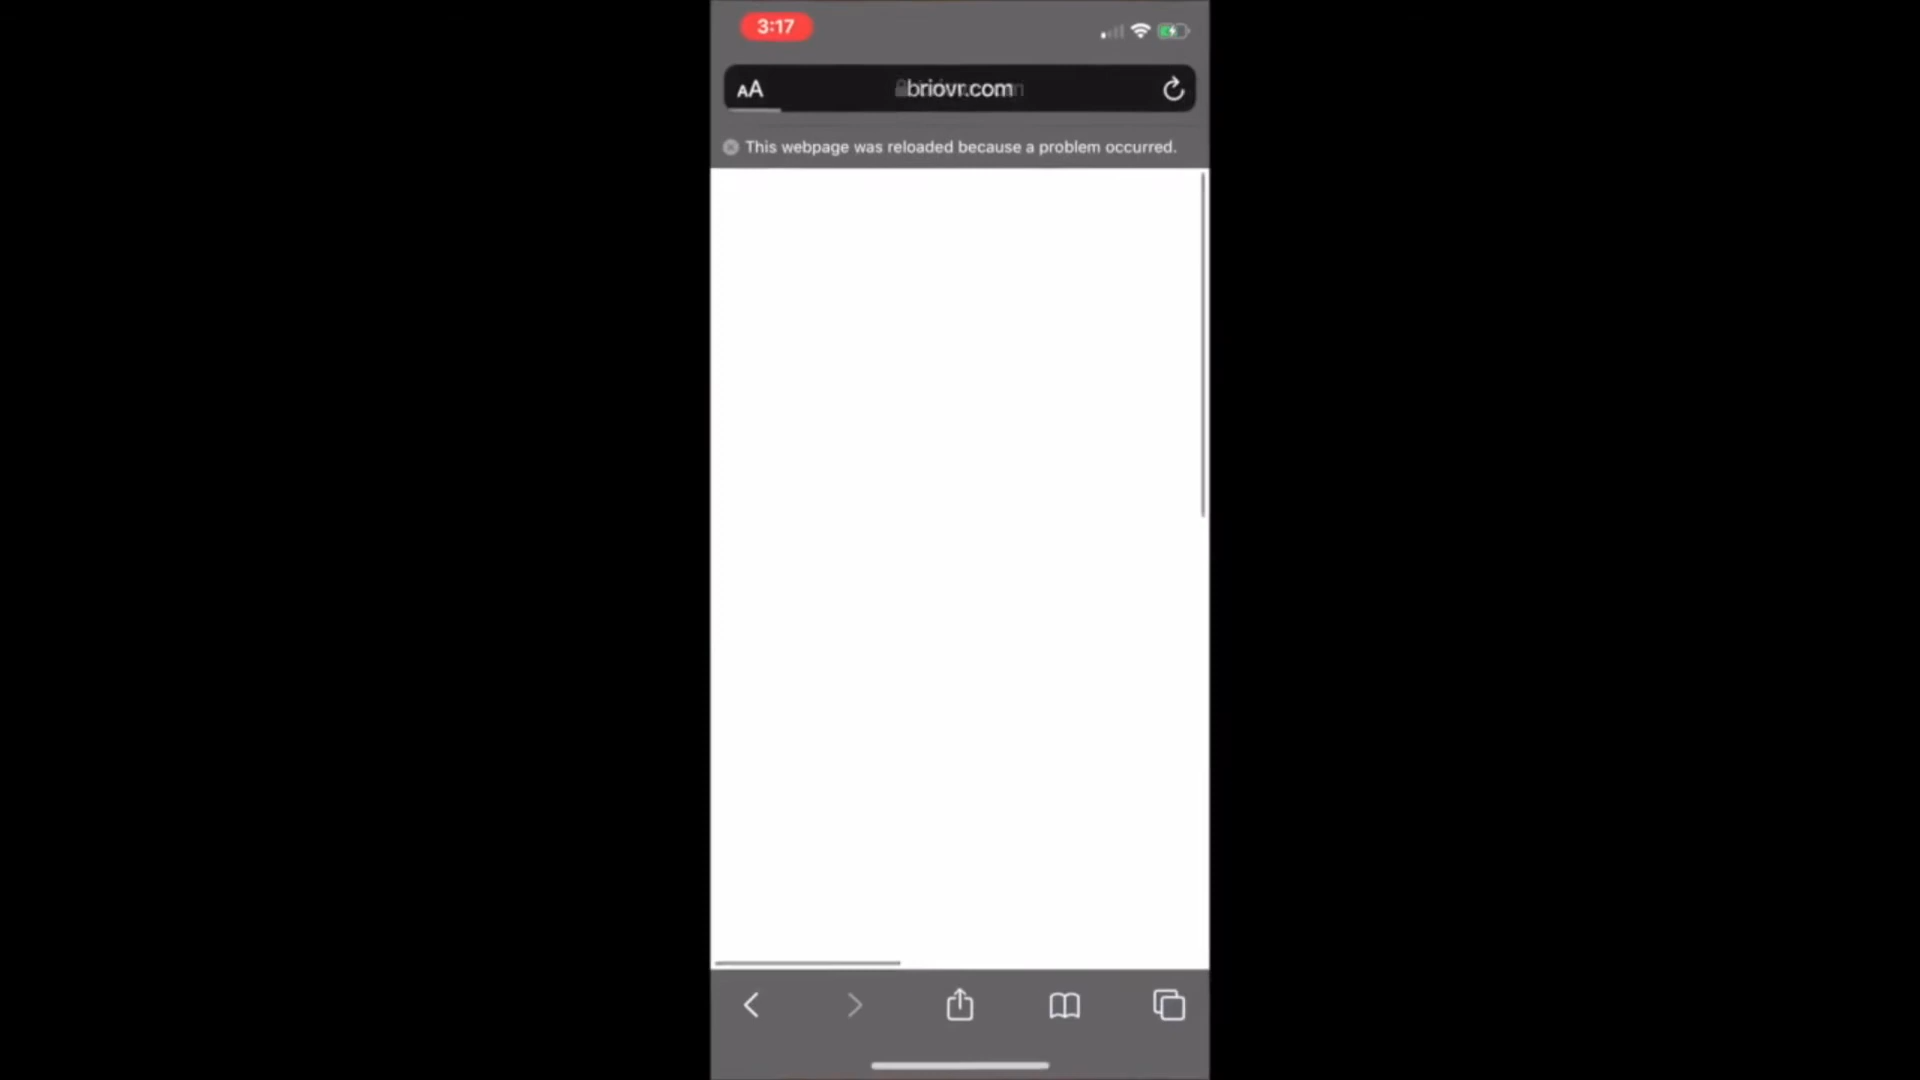 3:17
AA
briovr.com
This webpage was reloaded because a problem occurred.